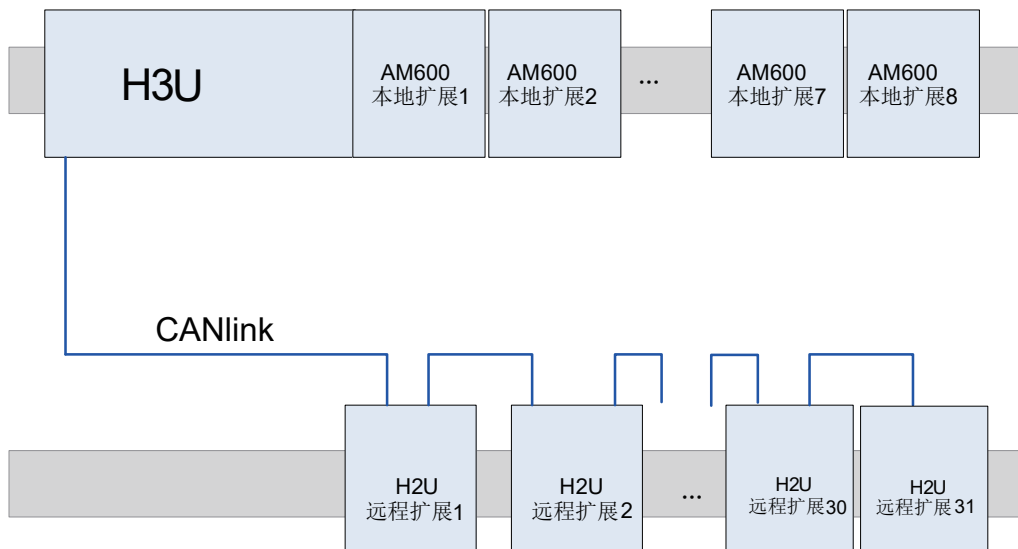 H3U
AM600
本地扩展1
AM600
本地扩展2
...
AM600
本地扩展7
AM600
本地扩展8
CANlink
H2U
远程扩展1
H2U
远程扩展2
...
H2U
远程扩展30
H2U
远程扩展31